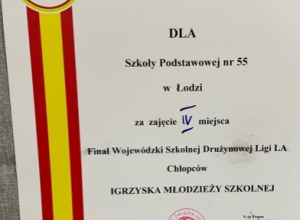 DLA
Szkoły Podstawowej nr 55
w Łodzi
za zajęcie IV miejsca
Finał Wojewódzki Szkolnej Drużynowej Ligi LA
Chłopców
IGRZYSKA MŁODZIEŻY SZKOLNEJ